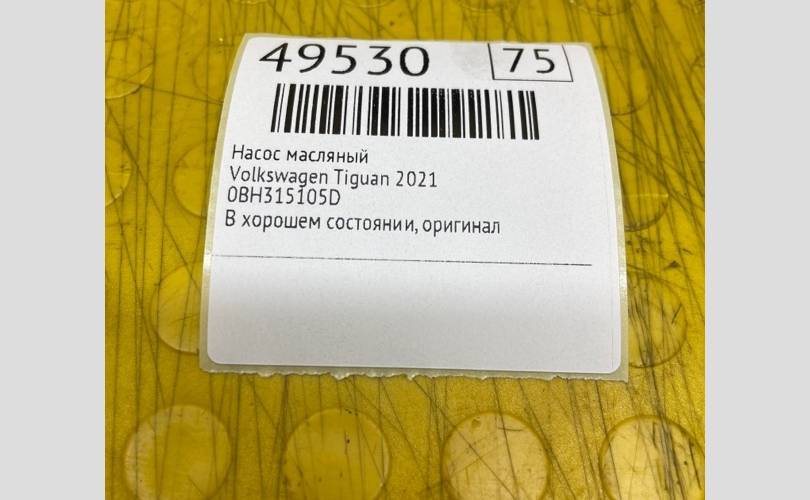 49530 75
Насос масляный
Volkswagen Tiguan 2021
0BH315105D
В хорошем состоянии, оригинал